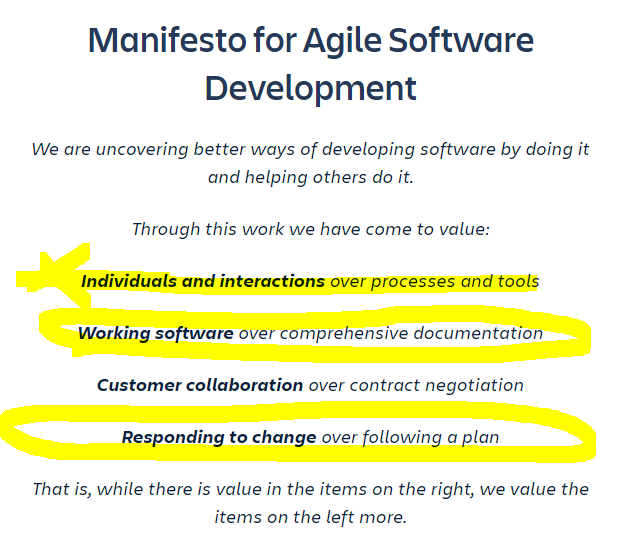 Manifesto for Agile Software
Development
We are uncovering better ways of developing software by doing it
and helping others do it.
Through this work we have come to value:
Individuals and interactions over processes and tools
Working software over comprehensive documentation
Customer collaboration over contract negotiation
Responding to change over following a plan
That is, while there is value in the items on the right, we value the
items on the left more.